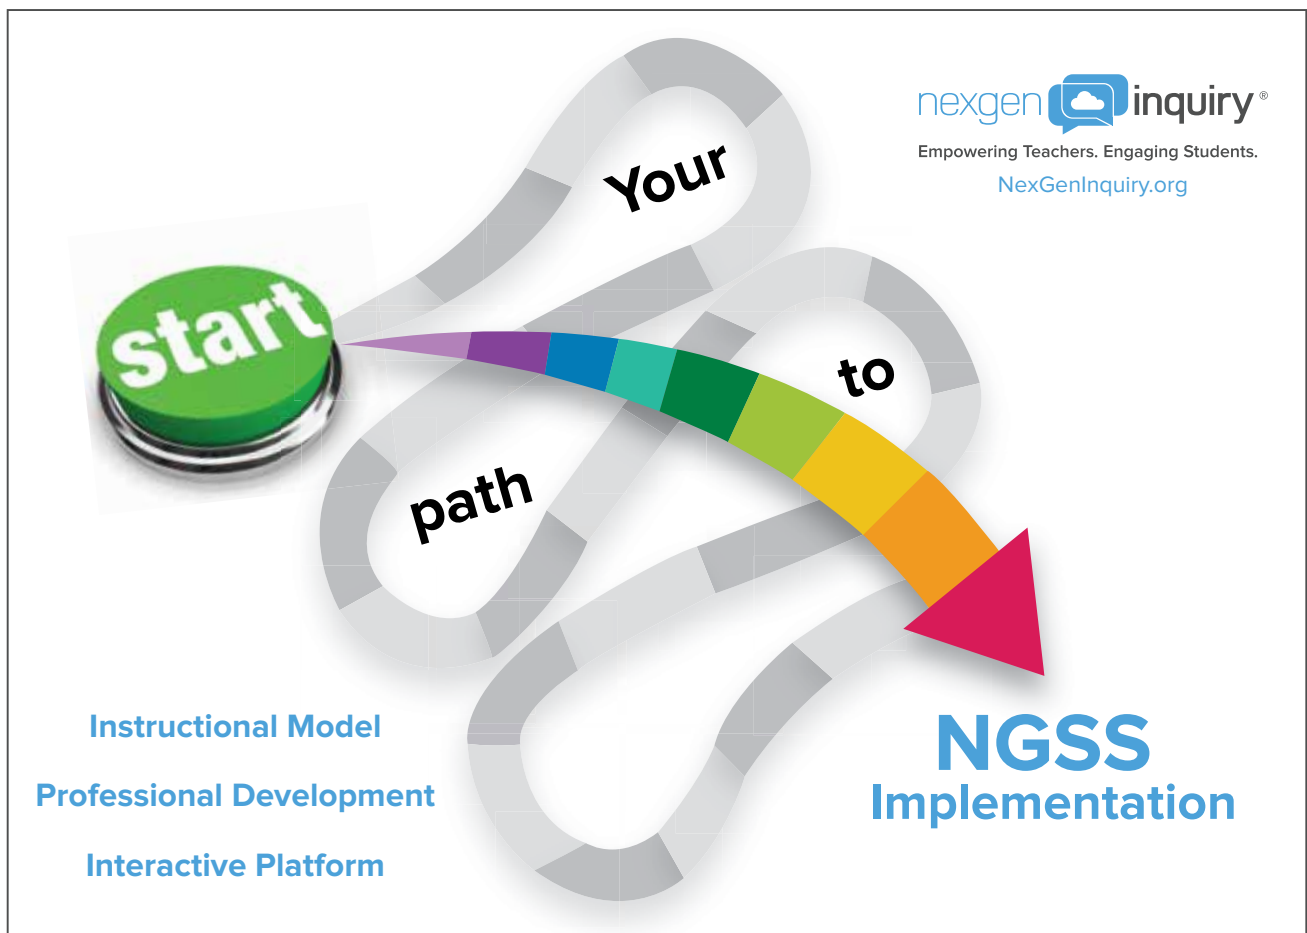 nexgen inquiry ®
Empowering Teachers. Engaging Students.
NexGenInquiry.org
start
Your
path
to
NGSS
Implementation
Instructional Model
Professional Development
Interactive Platform